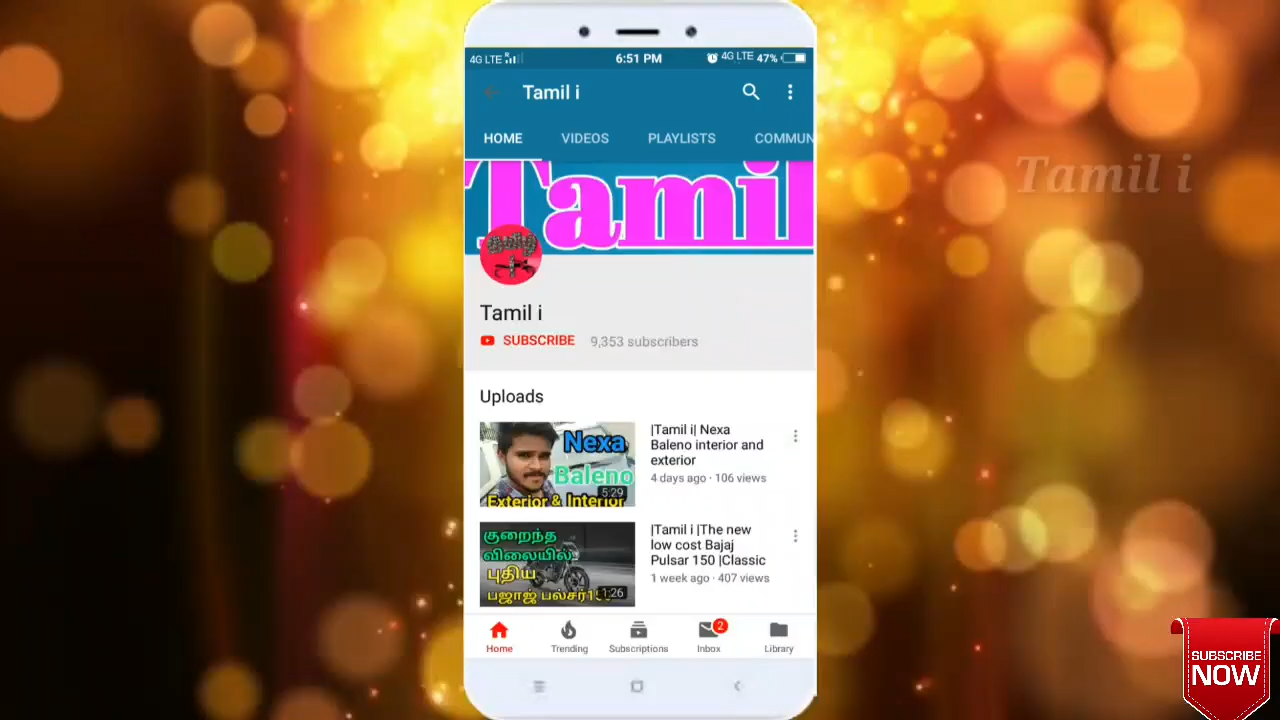 4G LTE
6:51 PM
4G LTE 47%
Tamil i
HOME VIDEOS PLAYLISTS COMMUN
Tamil i
Tamil
தமிழ்
Tamil i
SUBSCRIBE 9,353 subscribers
Uploads
Nexa
Baleno
5:29
Exterior & Interior
|Tamil i| Nexa
Baleno interior and
exterior
4 days ago · 106 views
குறைந்த
விலையில்
புதிய
பஜாஜ் பல்சர்
1:26
|Tamil i |The new
low cost Bajaj
Pulsar 150 |Classic
1 week ago · 407 views
2
Home Trending Subscriptions Inbox Library
SUBSCRIBE
NOW